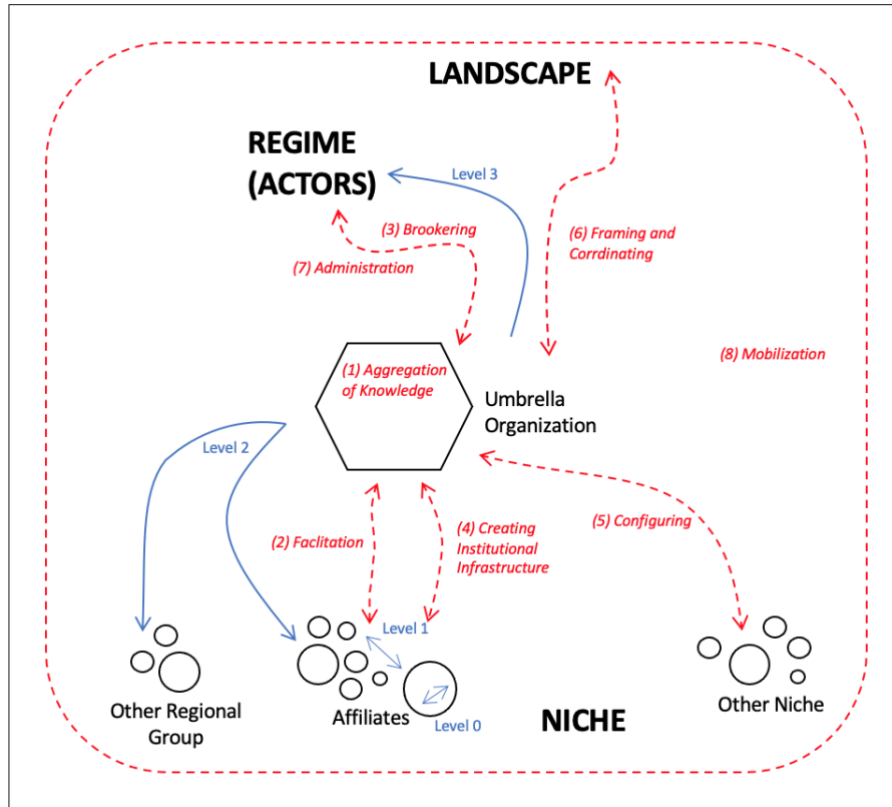 LANDSCAPE
REGIME
(ACTORS)
Level 3
(3) Brookering
(6) Framing and
Corrdinating
(7) Administration
(8) Mobilization
(1) Aggregation
of Knowledge
Umbrella
Organization
Level 2
(2) Faclitation
(4) Creating
Institutional
Infrastructure
(5) Configuring
Level 1
Other Regional
Group
Affiliates
Level 0
NICHE
Other Niche